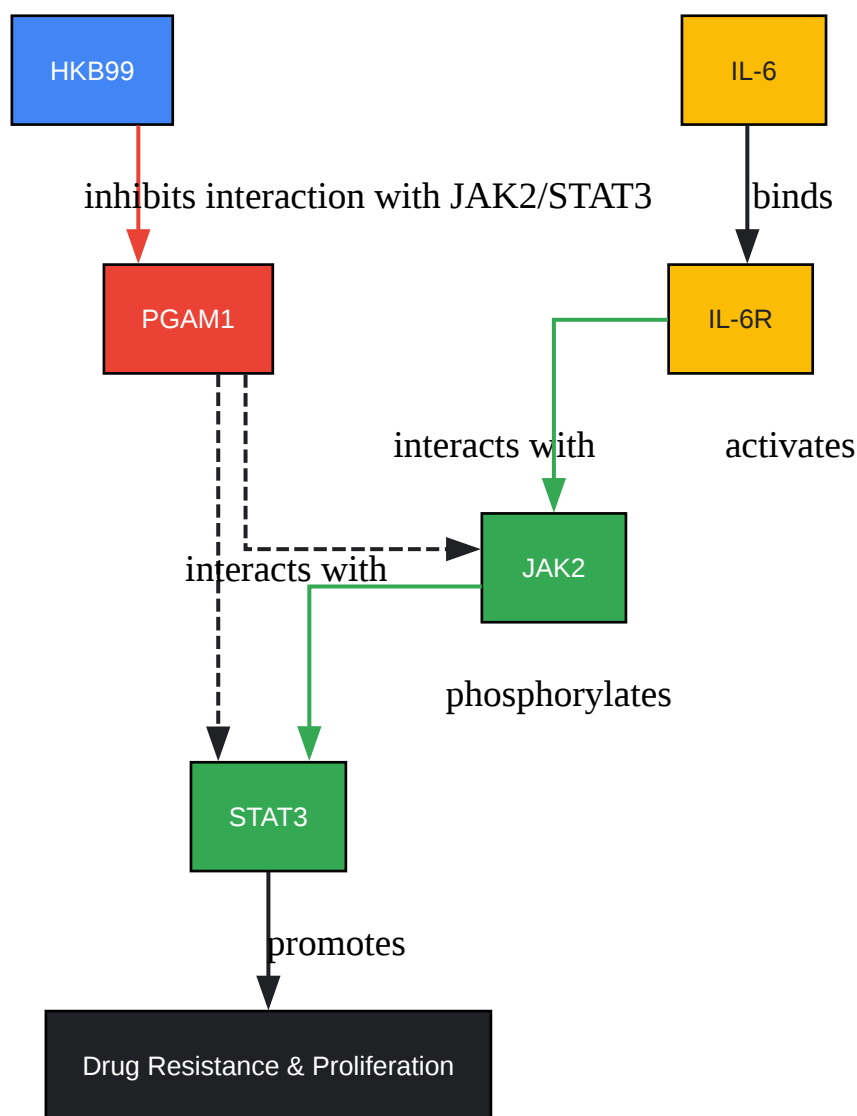 HKB99
IL-6
inhibits interaction with JAK2/STAT3
binds
PGAM1
IL-6R
interacts with
activates
interacts with
JAK2
phosphorylates
STAT3
promotes
Drug Resistance & Proliferation